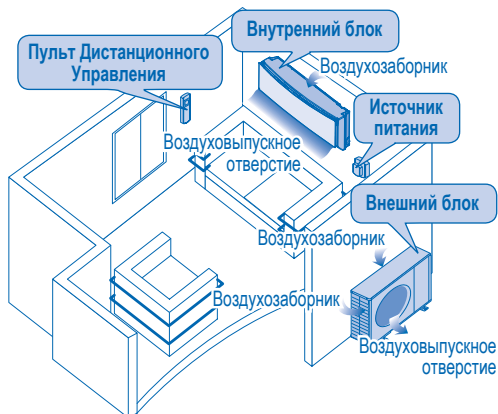 Внутренний блок
Пульт Дистанционного
Управления
Воздухозаборник
Источник
питания
Воздуховыпускное
отверстие
Внешний блок
Воздухозаборник
Воздухозаборник
Воздуховыпускное
отверстие